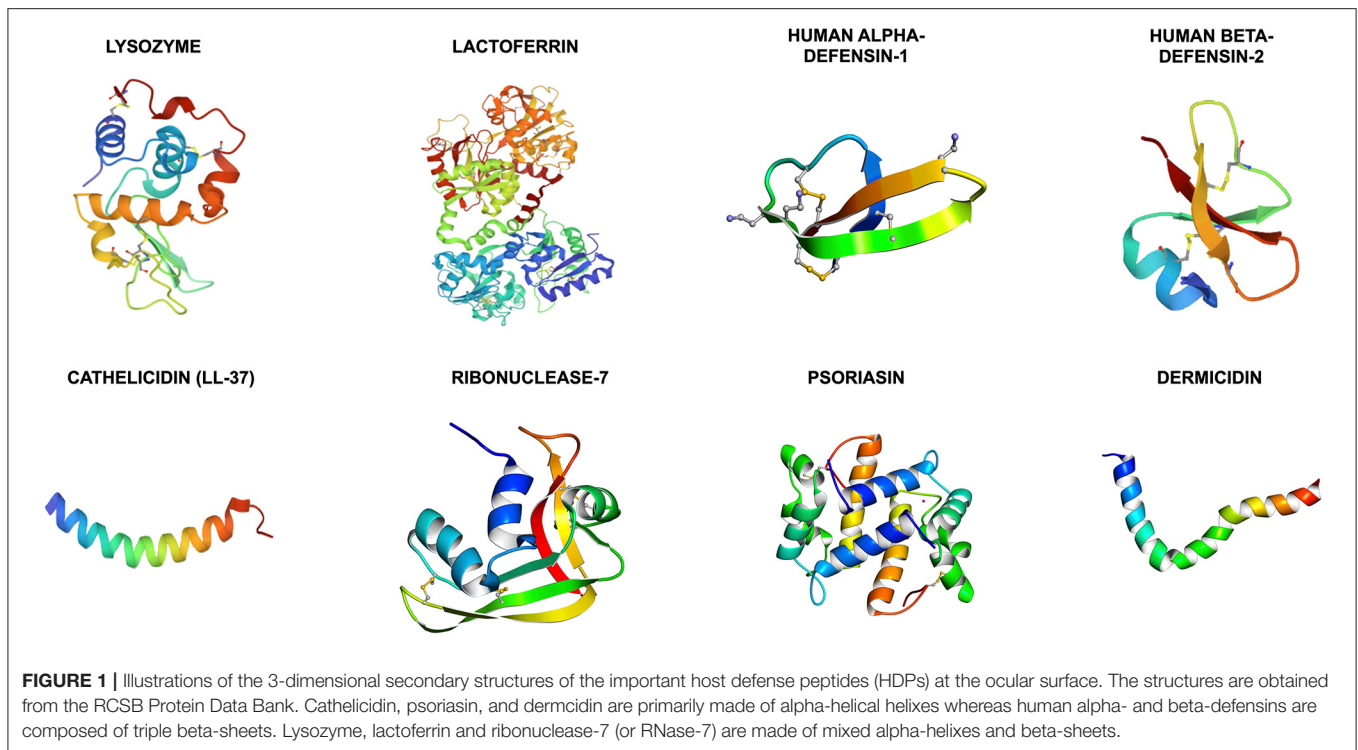 LYSOZYME
LACTOFERRIN
HUMAN ALPHA-
DEFENSIN-1
HUMAN BETA-
DEFENSIN-2
CATHELICIDIN (LL-37)
RIBONUCLEASE-7
PSORIASIN
DERMICIDIN
FIGURE 1 | Illustrations of the 3-dimensional secondary structures of the important host defense peptides (HDPs) at the ocular surface. The structures are obtained
from the RCSB Protein Data Bank. Cathelicidin, psoriasin, and dermcidin are primarily made of alpha-helical helixes whereas human alpha- and beta-defensins are
composed of triple beta-sheets. Lysozyme, lactoferrin and ribonuclease-7 (or RNase-7) are made of mixed alpha-helixes and beta-sheets.